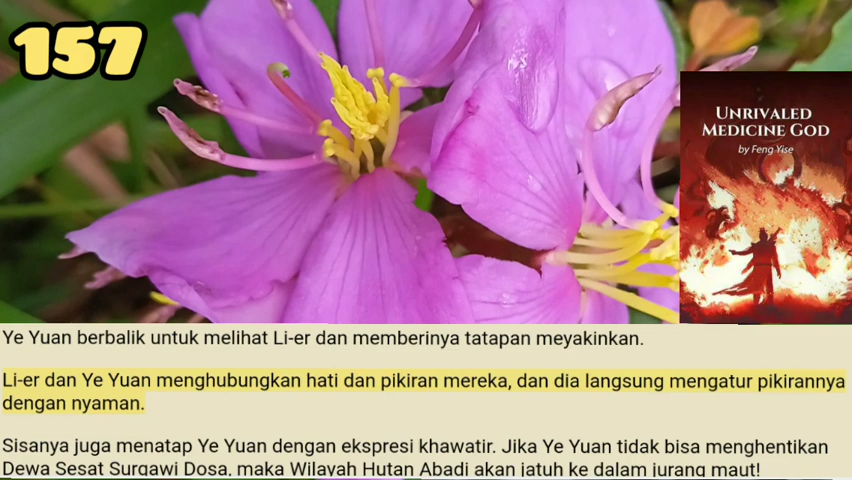 157
UNRIVALED
MEDICINE GOD
by Feng Yise
Ye Yuan berbalik untuk melihat Li-er dan memberinya tatapan meyakinkan.
Li-er dan Ye Yuan menghubungkan hati dan pikiran mereka, dan dia langsung mengatur pikirannya
dengan nyaman.
Sisanya juga menatap Ye Yuan dengan ekspresi khawatir. Jika Ye Yuan tidak bisa menghentikan
Dewa Sesat Surgawi Dosa, maka Wilayah Hutan Abadi akan jatuh ke dalam jurang maut!